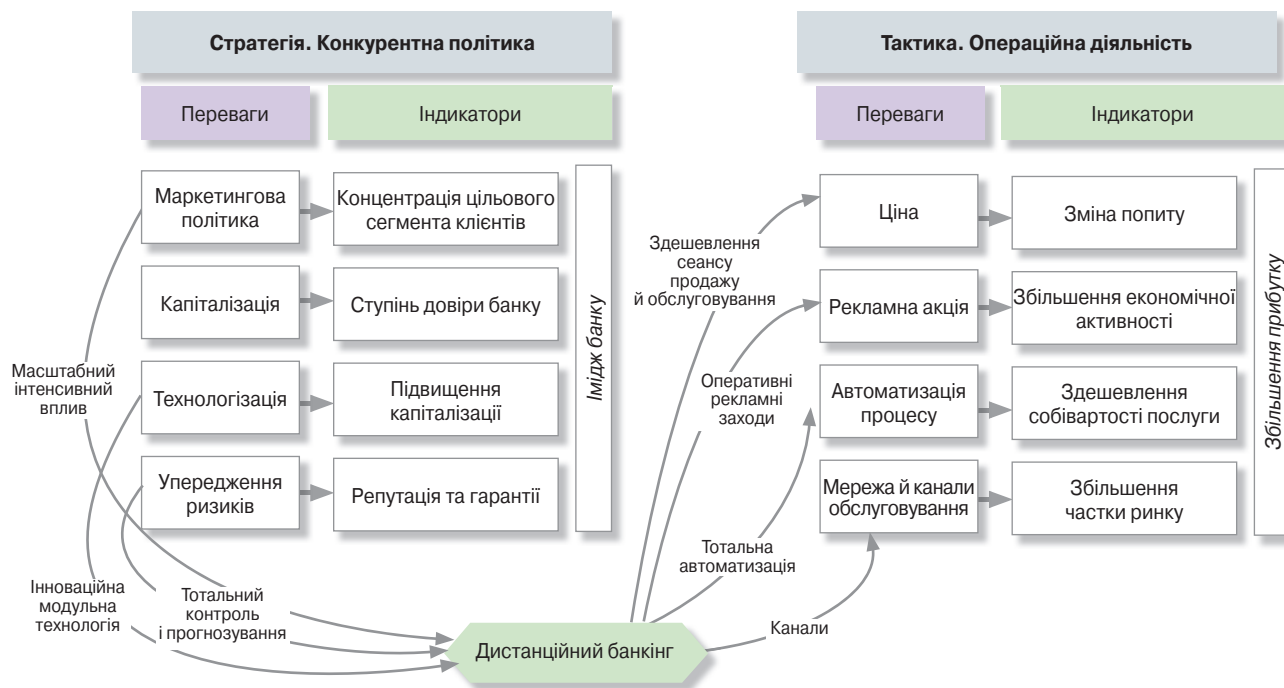 Стратегія. Конкурентна політика
Переваги
Індикатори
Маркетингова
політика
Концентрація цільового
сегмента клієнтів
Капіталізація
Ступінь довіри банку
Технологізація
Підвищення
капіталізації
Упередження
ризиків
Репутація та гарантії
Імідж банку
Масштабний
інтенсивний
вплив
Інноваційна
модульна
технологія
Тотальний
контроль
і прогнозування
Дистанційний банкінг
Тактика. Операційна діяльність
Переваги
Індикатори
Здешевлення
сеансу
продажу
й обслуговування
Оперативні
рекламні
заходи
Тотальна
автоматизація
Канали
Ціна
Зміна попиту
Рекламна акція
Збільшення економічної
активності
Автоматизація
процесу
Здешевлення
собівартості послуги
Мережа й канали
обслуговування
Збільшення
частки ринку
Збільшення прибутку